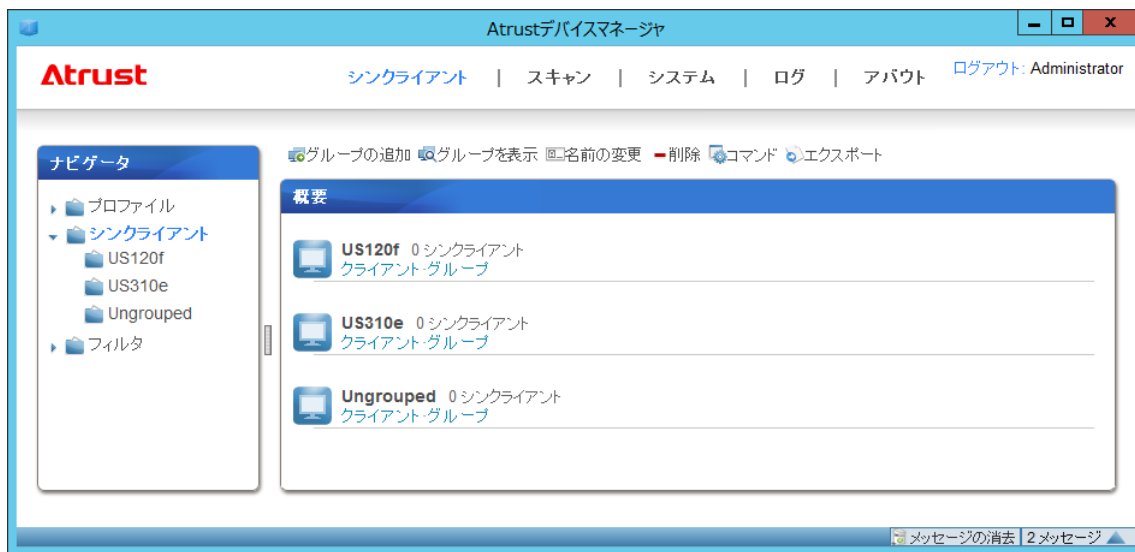 Atrustデバイスマネージャ
Atrust
シンクライアント | スキャン | システム | ログ | アバウト
ログアウト: Administrator
ナビゲータ
プロファイル
シンクライアント
US120f
US310e
Ungrouped
フィルタ
グループの追加 グループを表示 名前の変更 削除 コマンド エクスポート
概要
US120f 0 シンクライアント
クライアント・グループ
US310e 0 シンクライアント
クライアント・グループ
Ungrouped 0 シンクライアント
クライアント・グループ
メッセージの消去 2 メッセージ